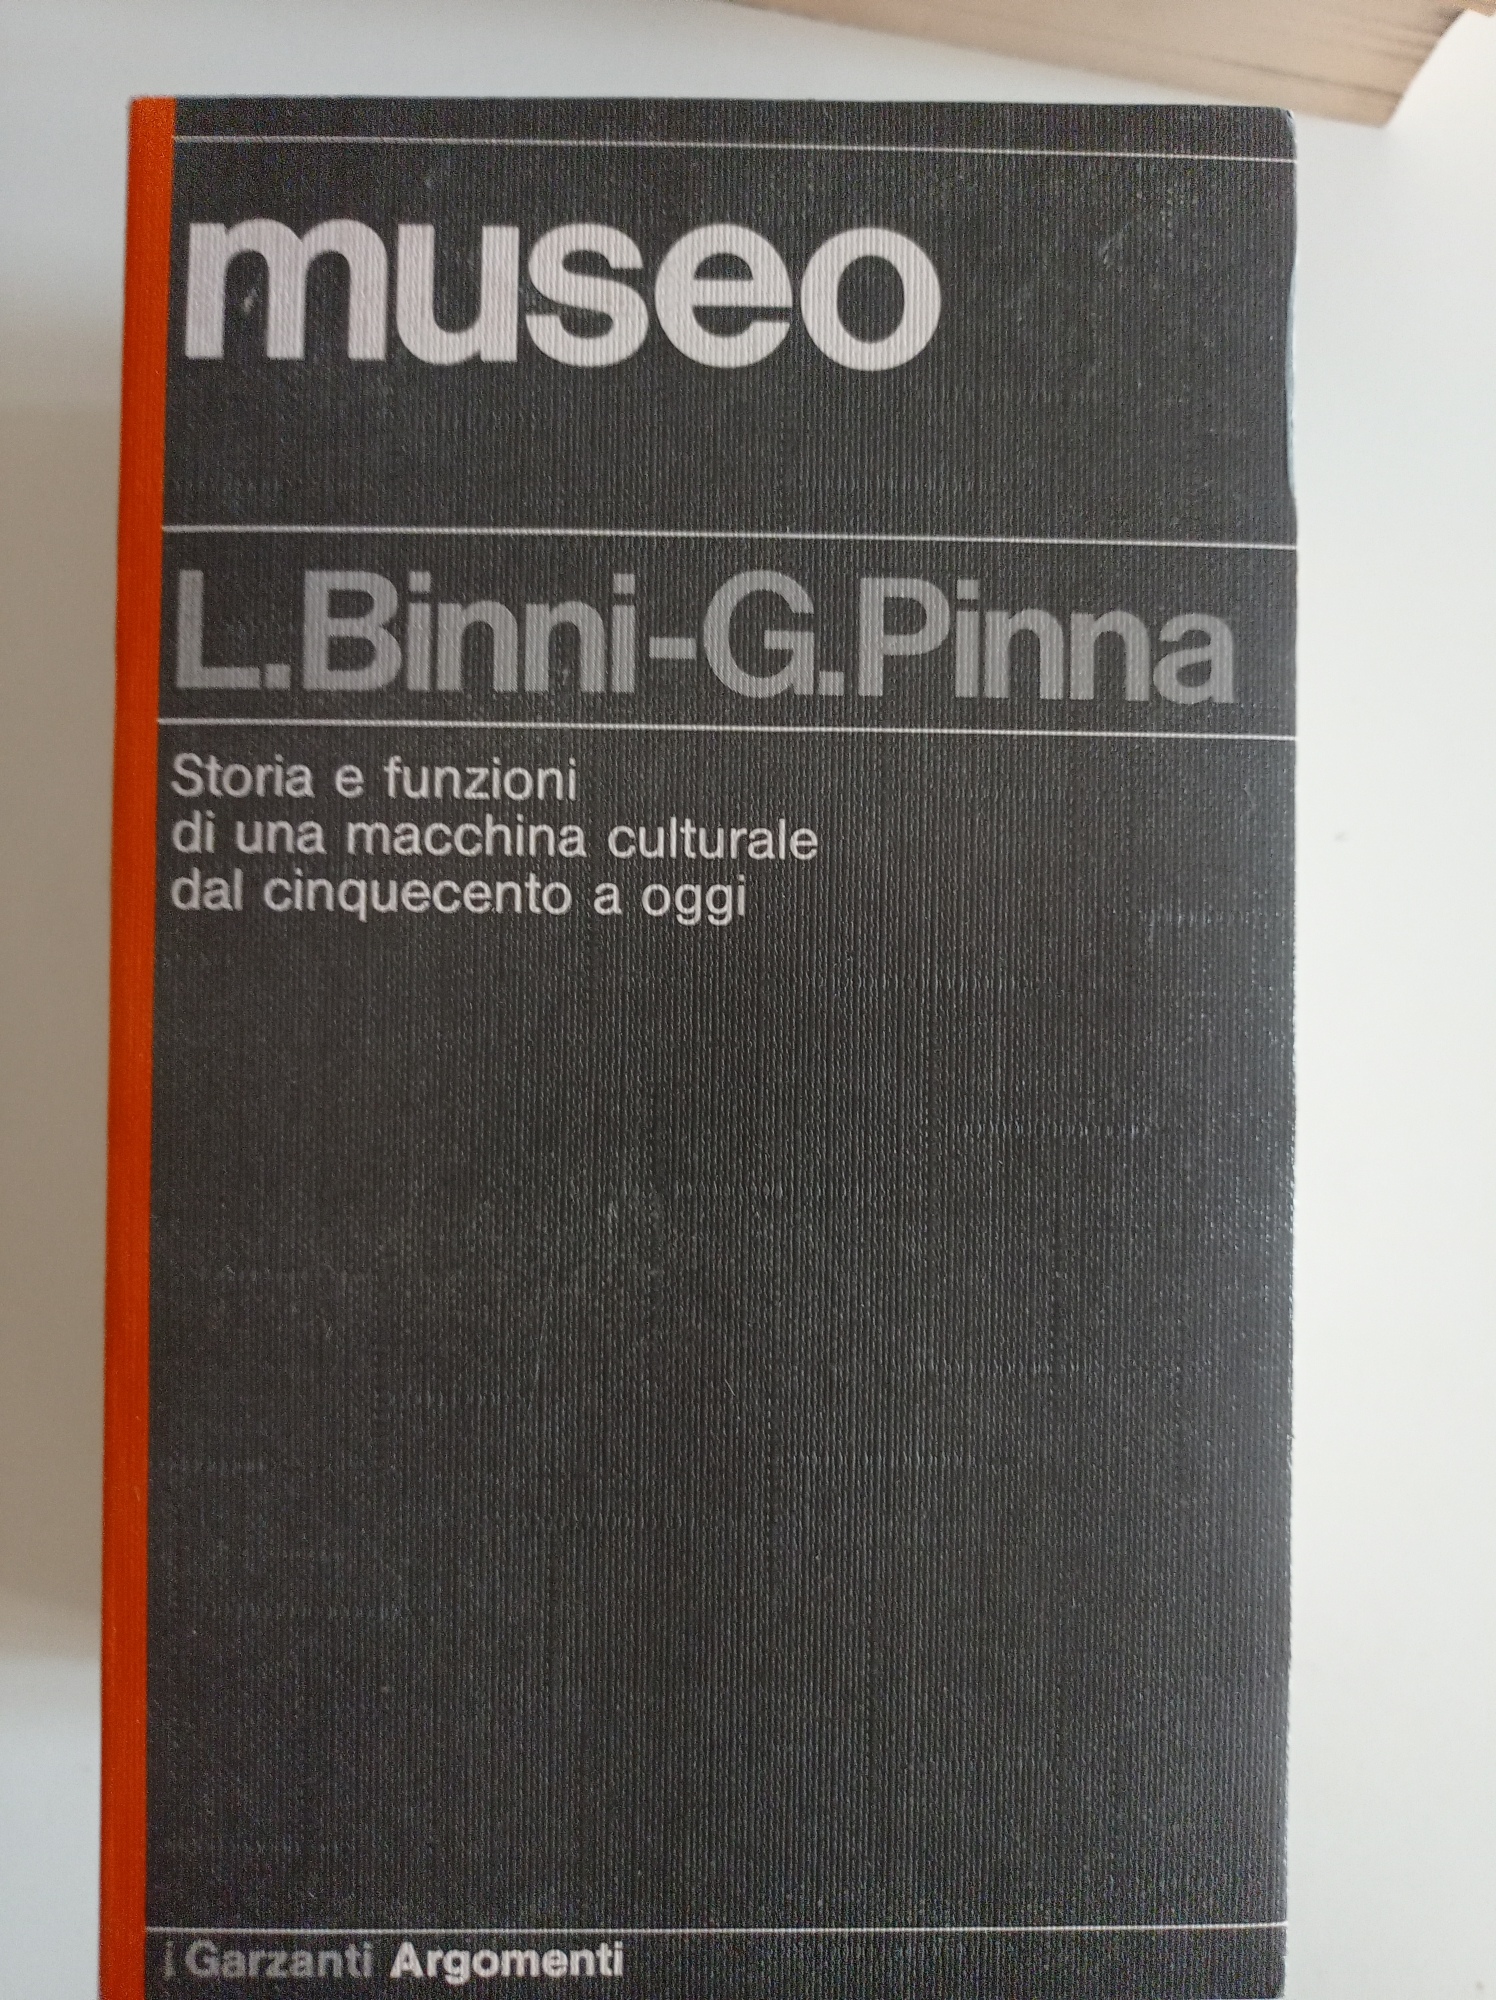 museo
L.Binni-G.Pinna
Storia e funzioni
di una macchina culturale
dal cinquecento a oggi
i Garzanti Argomenti